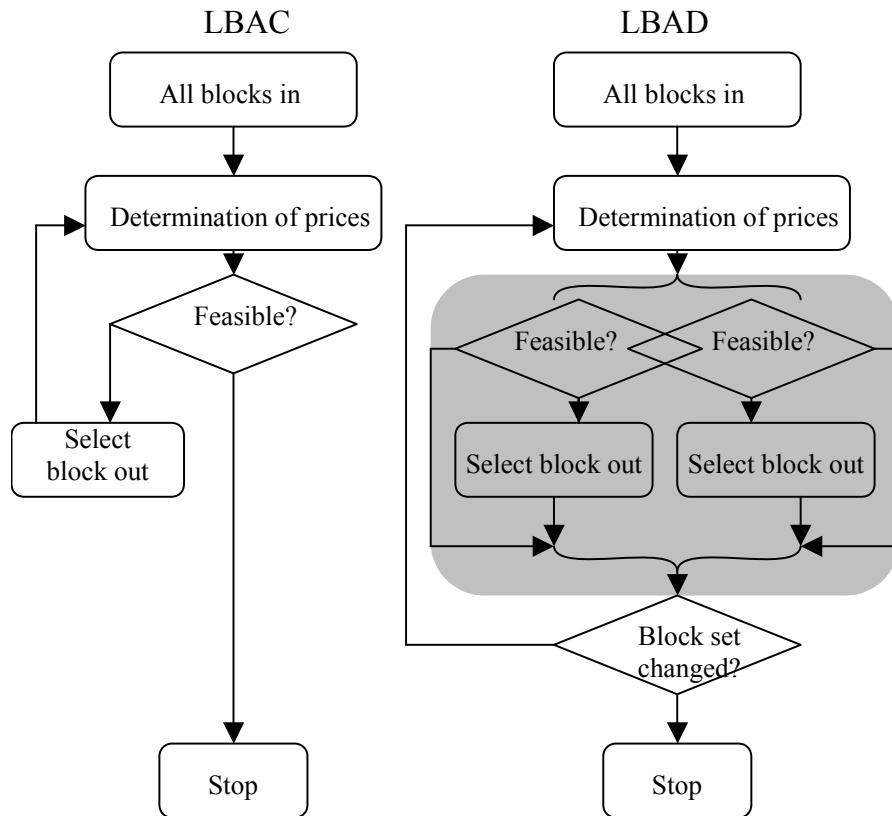 LBAC
All blocks in
Determination of prices
Feasible?
Select
block out
Stop
LBAD
All blocks in
Determination of prices
Feasible?
Feasible?
Select block out
Select block out
Block set
changed?
Stop